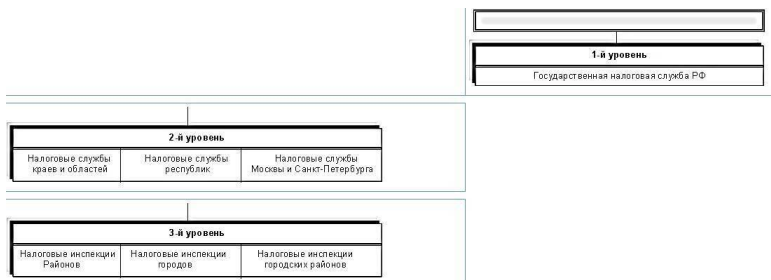 1-й уровень
Государственная налоговая служба РФ
2-й уровень
Налоговые службы
краев и областей
Налоговые службы
республик
Налоговые службы
Москвы и Санкт-Петербурга
3-й уровень
Налоговые инспекции
Районов
Налоговые инспекции
городов
Налоговые инспекции
городских районов